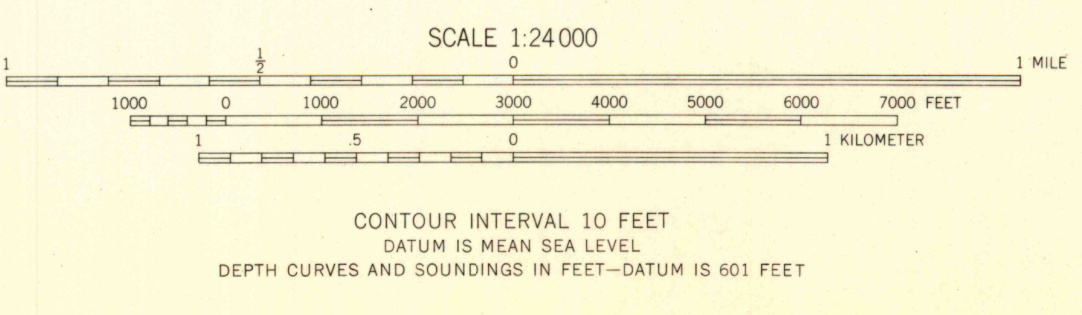 SCALE 1:24 000
1 1/2 0 1 MILE
1000 0 1000 2000 3000 4000 5000 6000 7000 FEET
1 .5 0 1 KILOMETER
CONTOUR INTERVAL 10 FEET
DATUM IS MEAN SEA LEVEL
DEPTH CURVES AND SOUNDINGS IN FEET—DATUM IS 601 FEET